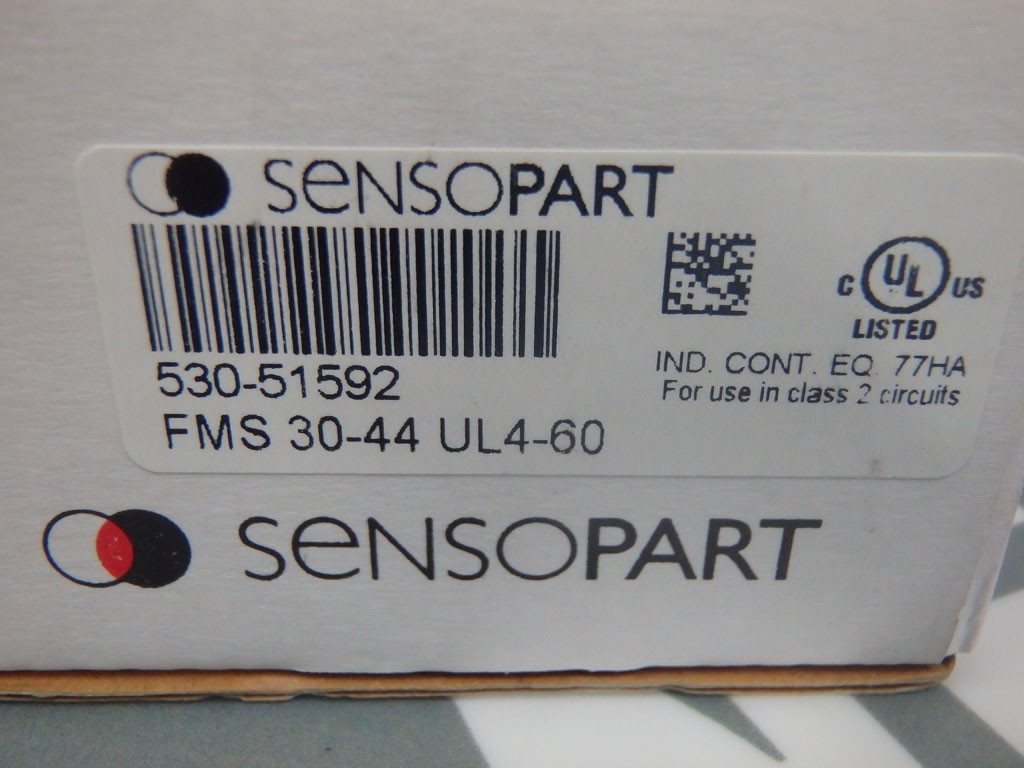 SENSOPART
530-51592
FMS 30-44 UL4-60
C UL US
LISTED
IND. CONT. EQ. 77HA
For use in class 2 circuits
SENSOPART